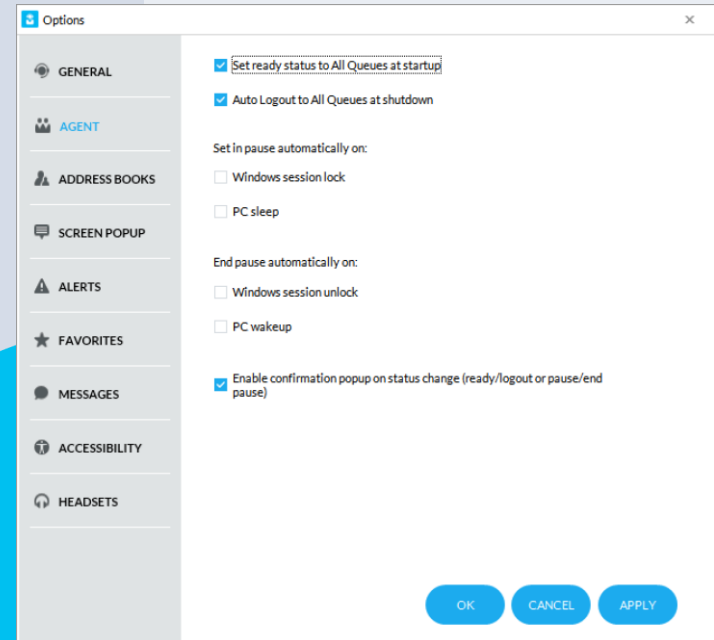 Options
GENERAL
AGENT
ADDRESS BOOKS
SCREEN POPUP
ALERTS
FAVORITES
MESSAGES
ACCESSIBILITY
HEADSETS
Set ready status to All Queues at startup
Auto Logout to All Queues at shutdown
Set in pause automatically on:
Windows session lock
PC sleep
End pause automatically on:
Windows session unlock
PC wakeup
Enable confirmation popup on status change (ready/logout or pause/end
pause)
OK
CANCEL
APPLY